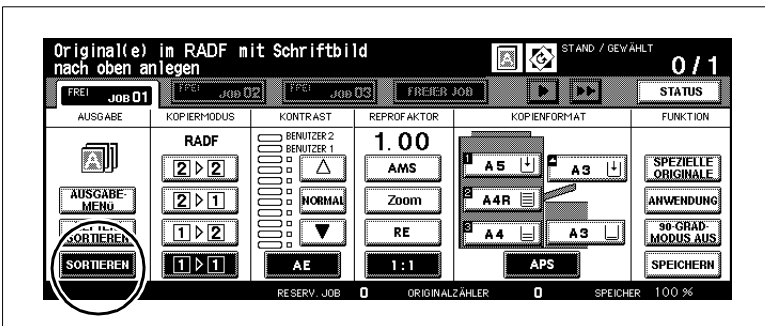 Original(e) im RADF mit Schriftbild
nach oben anlegen
STAND / GEWÄHLT
0 / 1
FREI JOB 01
FREI JOB 02
FREI JOB 03
FREIER JOB
STATUS
AUSGABE
KOPIERMODUS
KONTRAST
REPROFAKTOR
KOPIENFORMAT
FUNKTION
RADF
BENUTZER 2
BENUTZER 1
1.00
2 ▷ 2
AMS
A5
A3
SPEZIELLE
ORIGINALE
AUSGABE-
MENÜ
2 ▷ 1
NORMAL
Zoom
A4R
ANWENDUNG
SORTIEREN
1 ▷ 2
RE
A4
A3
90-GRAD-
MODUS AUS
SORTIEREN
1 ▷ 1
AE
1:1
APS
SPEICHERN
RESERV. JOB 0
ORIGINALZÄHLER 0
SPEICHER 100 %